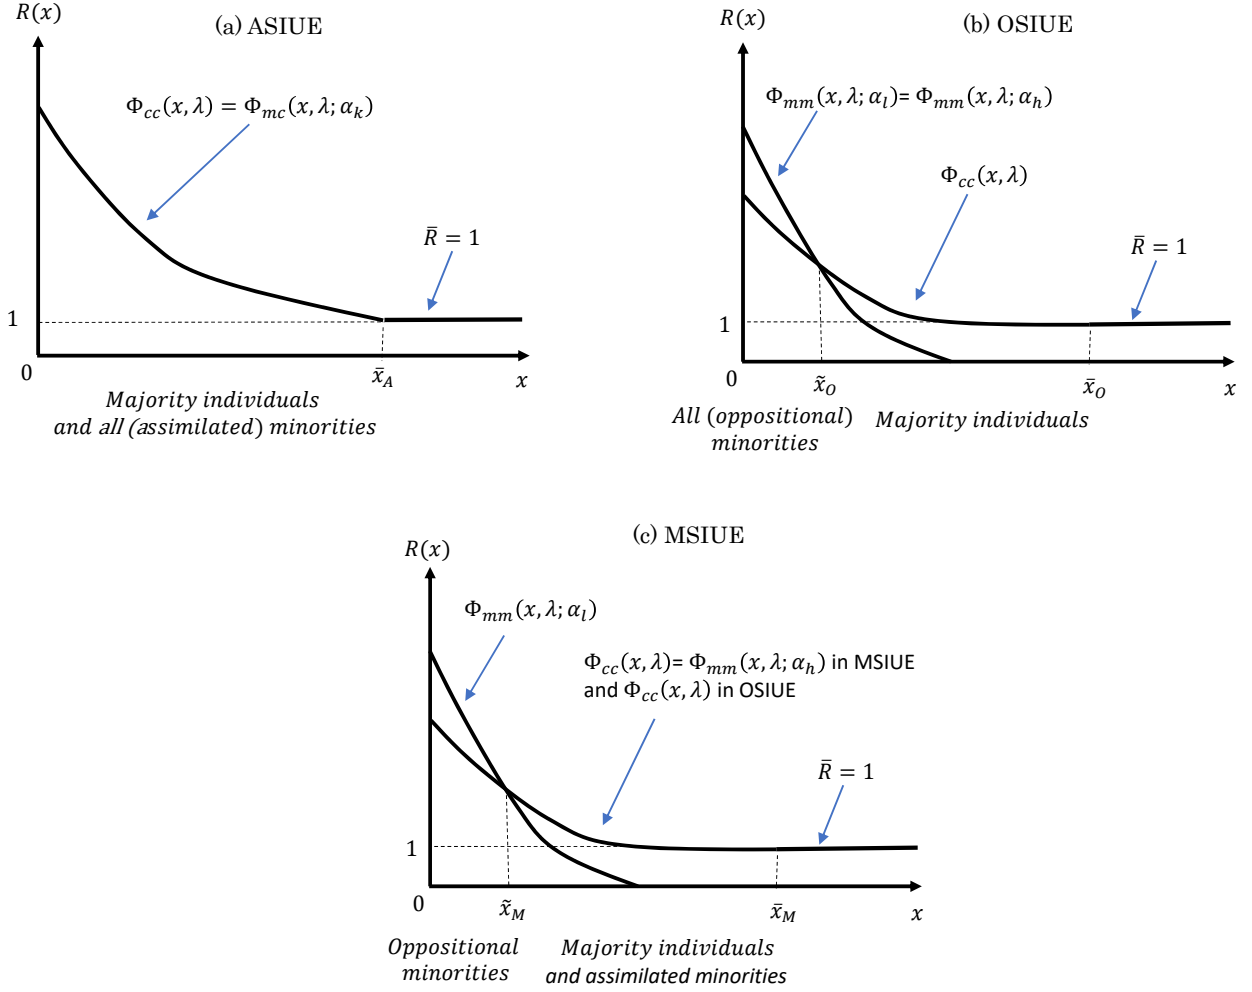 (a) ASIUE
R(x)
Φcc(x, λ) = Φmc(x, λ; αk)
R̄ = 1
1
0
x̄A
x
Majority individuals
and all (assimilated) minorities
(b) OSIUE
R(x)
Φmm(x, λ; αl)= Φmm(x, λ; αh)
Φcc(x, λ)
R̄ = 1
1
0
x̃O
x̄O
x
All (oppositional)
minorities
Majority individuals
(c) MSIUE
R(x)
Φmm(x, λ; αl)
Φcc(x, λ)= Φmm(x, λ; αh) in MSIUE
and Φcc(x, λ) in OSIUE
R̄ = 1
1
0
x̃M
x̄M
x
Oppositional
minorities
Majority individuals
and assimilated minorities